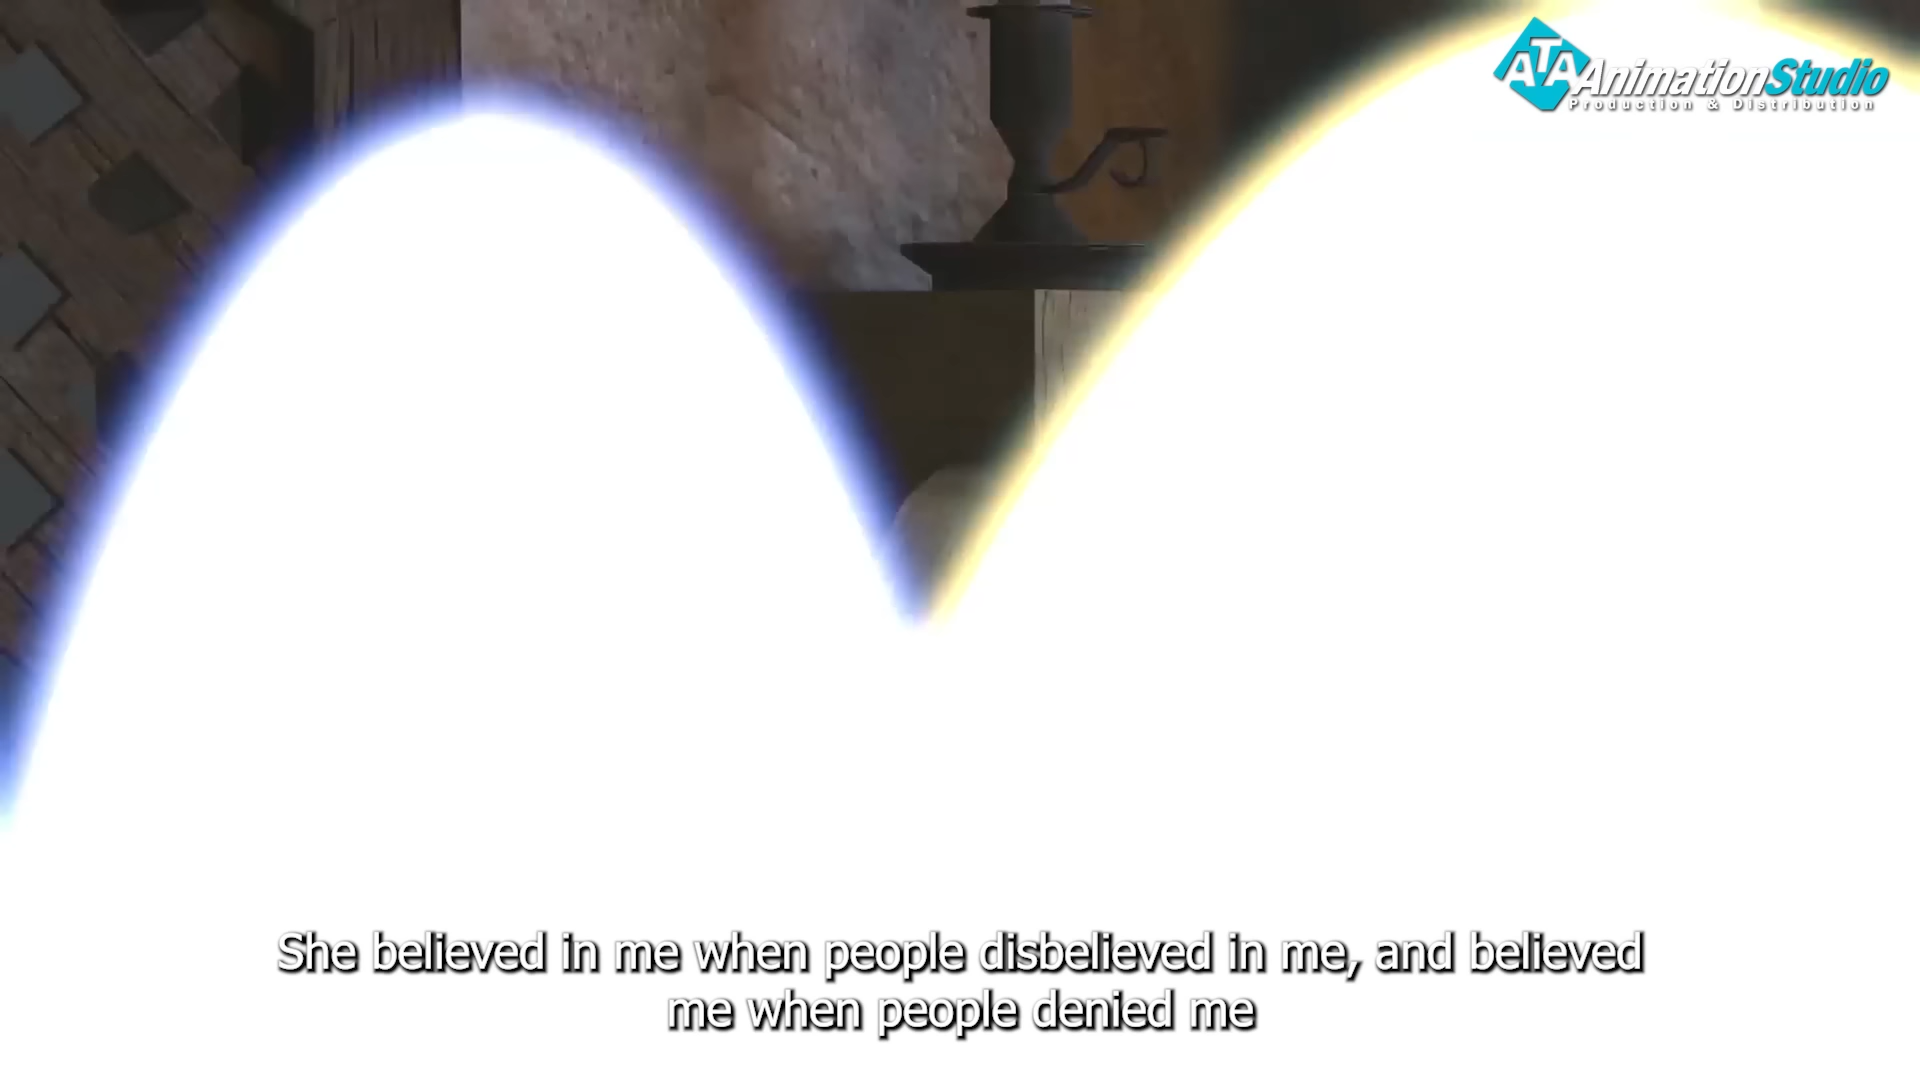 ATA AnimationStudio
Production & Distribution
She believed in me when people disbelieved in me, and believed
me when people denied me